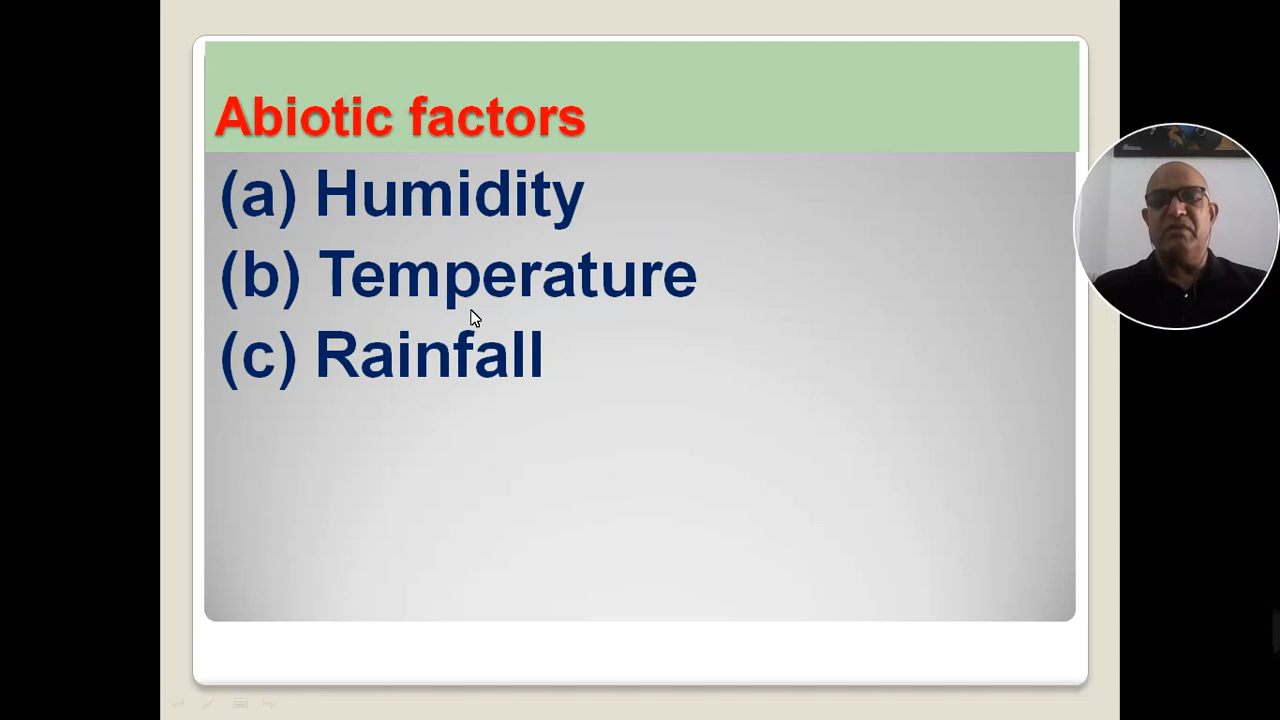 Abiotic factors
(a) Humidity
(b) Temperature
(c) Rainfall